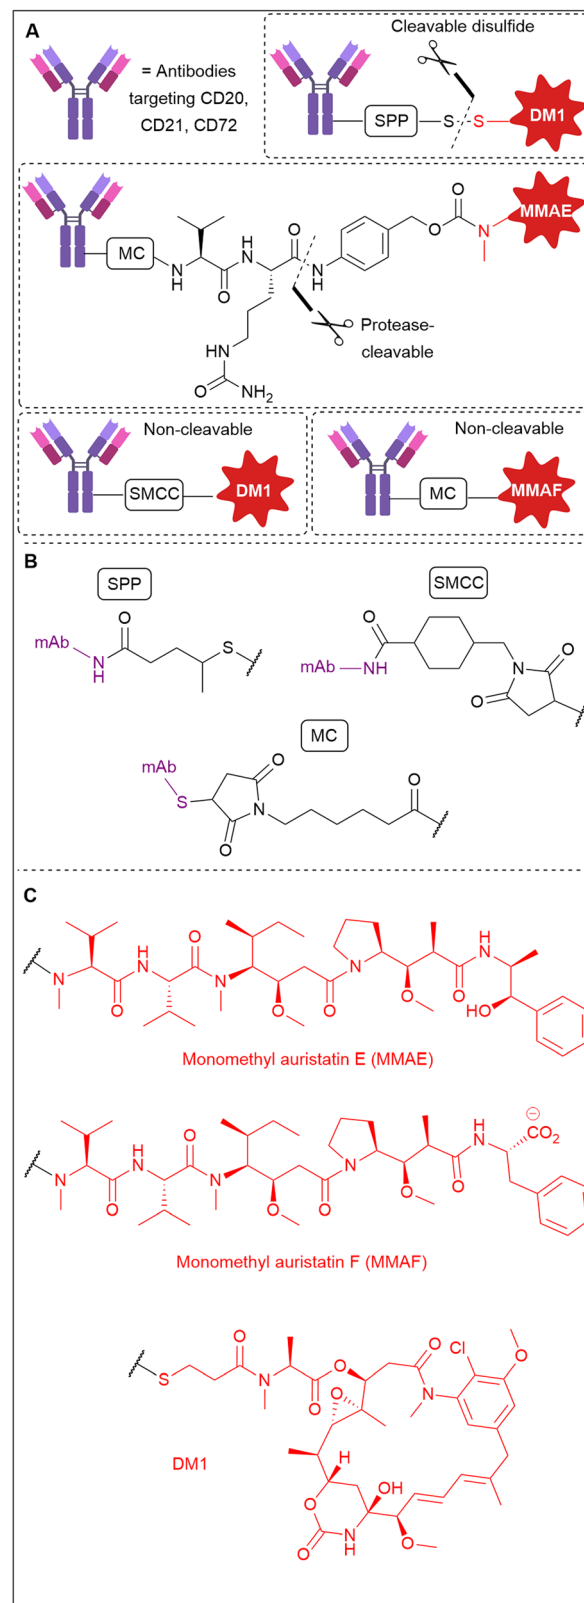 A
= Antibodies
targeting CD20,
CD21, CD72
Cleavable disulfide
SPP
S
S
DM1
MC
N
H
O
H
N
O
N
H
O
O
N
MMAE
HN
O
NH2
Protease-
cleavable
Non-cleavable
SMCC
DM1
Non-cleavable
MC
MMAF
B
SPP
mAb
N
H
O
S
SMCC
mAb
NH
O
N
O
O
MC
mAb
S
O
O
N
O
C
N
O
H
N
O
N
O
O
N
O
O
H
N
HO
Monomethyl auristatin E (MMAE)
N
O
H
N
O
N
O
O
N
O
O
H
N
CO2
Monomethyl auristatin F (MMAF)
S
O
N
O
O
O
O
N
Cl
O
DM1
H
O
O
N
H
OH
O